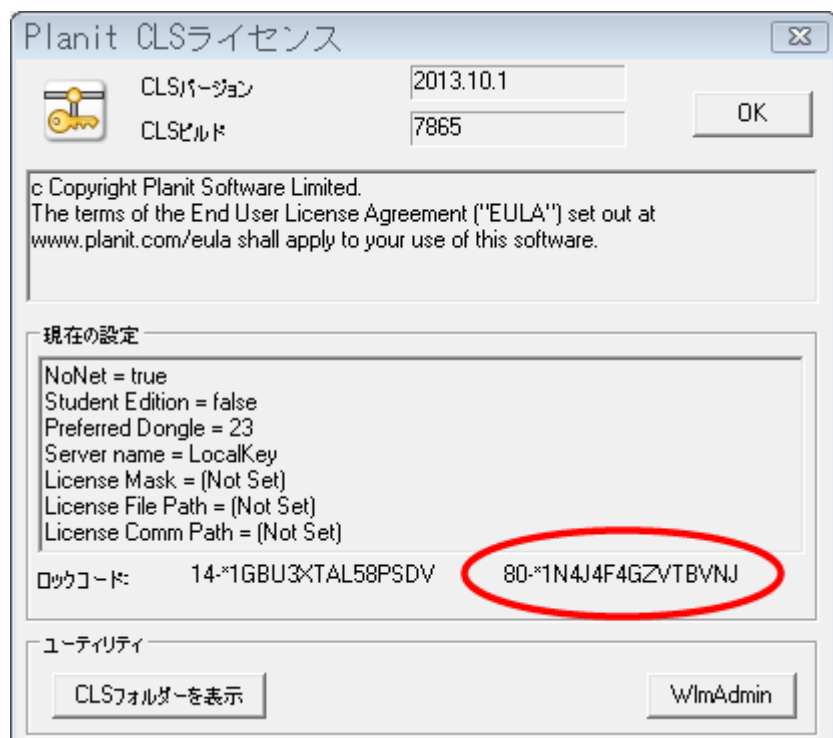 Planit CLSライセンス
CLSバージョン 2013.10.1
CLSビルド 7865
OK
c Copyright Planit Software Limited.
The terms of the End User License Agreement ("EULA") set out at
www.planit.com/eula shall apply to your use of this software.
現在の設定
NoNet = true
Student Edition = false
Preferred Dongle = 23
Server name = LocalKey
License Mask = (Not Set)
License File Path = (Not Set)
License Comm Path = (Not Set)
ロックコード: 14-*1GBU3XTAL58PSDV 80-*1N4J4F4GZVTBVNJ
ユーティリティ
CLSフォルダーを表示 WlmAdmin